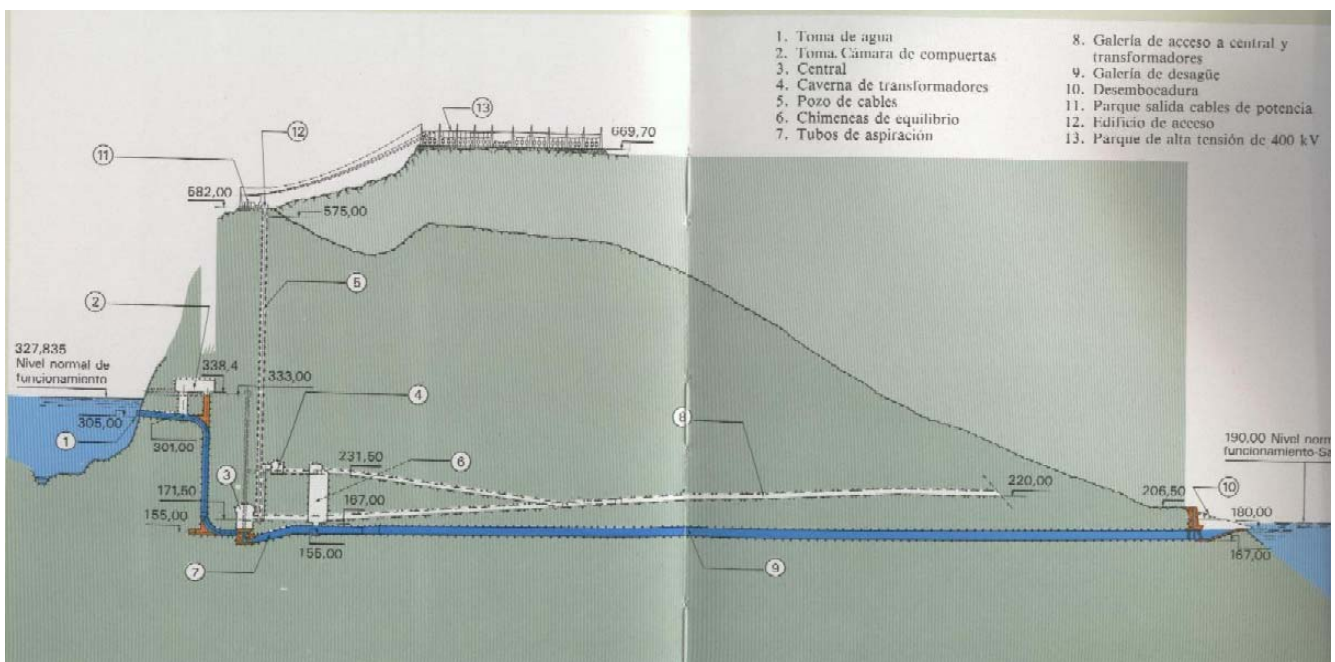 1. Toma de agua
2. Toma. Cámara de compuertas
3. Central
4. Caverna de transformadores
5. Pozo de cables
6. Chimeneas de equilibrio
7. Tubos de aspiración
8. Galería de acceso a central y
transformadores
9. Galería de desagüe
10. Desembocadura
11. Parque salida cables de potencia
12. Edificio de acceso
13. Parque de alta tensión de 400 kV
13
12
669,70
11
582,00
575,00
5
2
327,835
Nivel normal de
funcionamiento
338,4
333,00
4
305,00
1
301,00
8
190,00 Nivel norm
funcionamiento-Sa
3
231,50
6
171,50
167,00
220,00
206,50
10
155,00
180,00
155,00
167,00
7
9